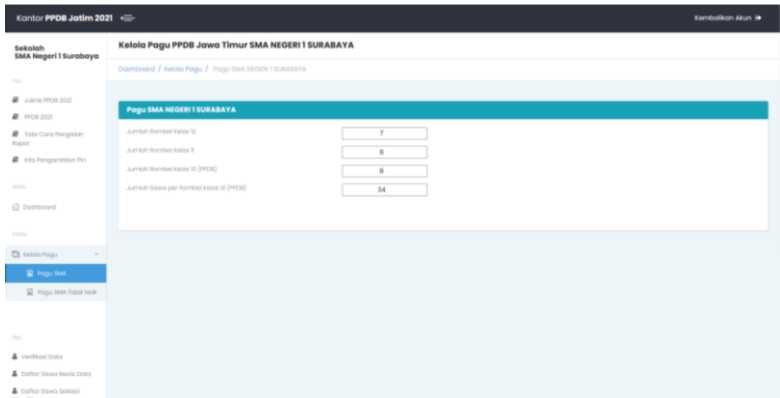 Kantor PPDB Jatim 2021
Kembalikan Akun
Sekolah
SMA Negeri 1 Surabaya
Kelola Pagu PPDB Jawa Timur SMA NEGERI 1 SURABAYA
Dashboard / Kelola Pagu / Pagu SMA NEGERI 1 SURABAYA
Juknis PPDB 2021
PPDB 2021
Tata Cara Pengisian
Rapor
Info Pengambilan Pin
Dashboard
Kelola Pagu
Pagu SMA
Pagu SMA Tidak Naik
Verifikasi Data
Daftar Siswa Revisi Data
Daftar Siswa Selesai
Pagu SMA NEGERI 1 SURABAYA
Jumlah Rombel Kelas 12
7
Jumlah Rombel Kelas 11
8
Jumlah Rombel Kelas 10 (PPDB)
8
Jumlah Siswa per Rombel Kelas 10 (PPDB)
34